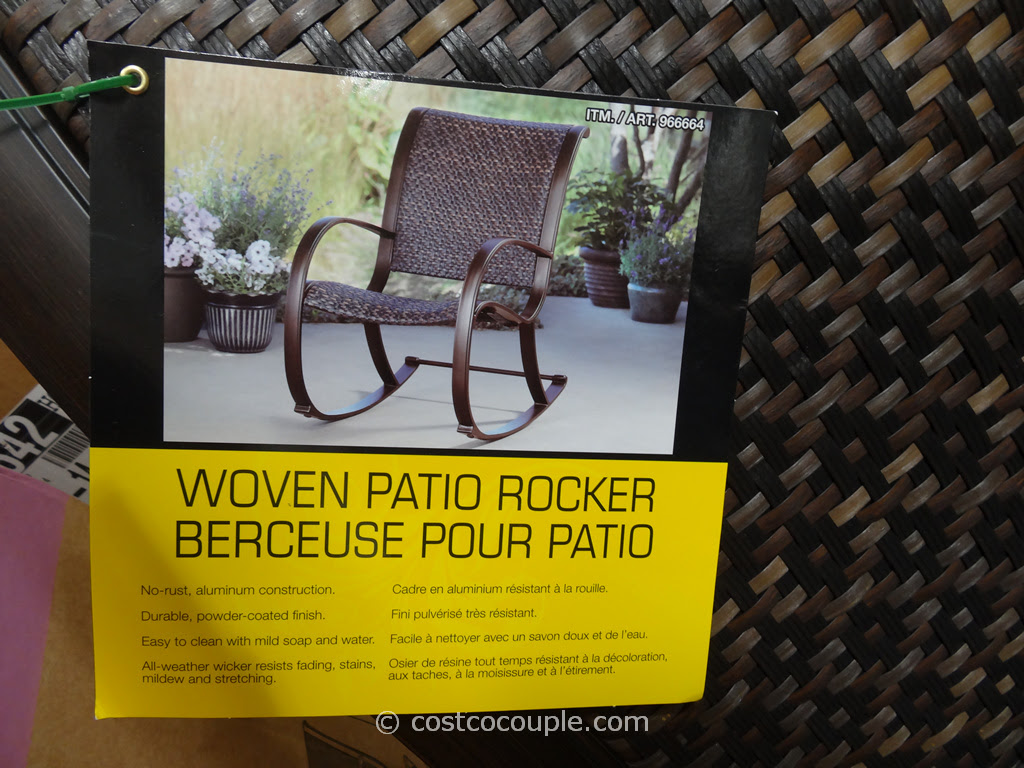 ITM. / ART. 966664
WOVEN PATIO ROCKER
BERCEUSE POUR PATIO
No-rust, aluminum construction.
Durable, powder-coated finish.
Easy to clean with mild soap and water.
All-weather wicker resists fading, stains,
mildew and stretching.
Cadre en aluminium résistant à la rouille.
Fini pulvérisé très résistant.
Facile à nettoyer avec un savon doux et de l'eau.
Osier de résine tout temps résistant à la décoloration,
aux taches, à la moisissure et à l'étirement.
042
© costcocouple.com